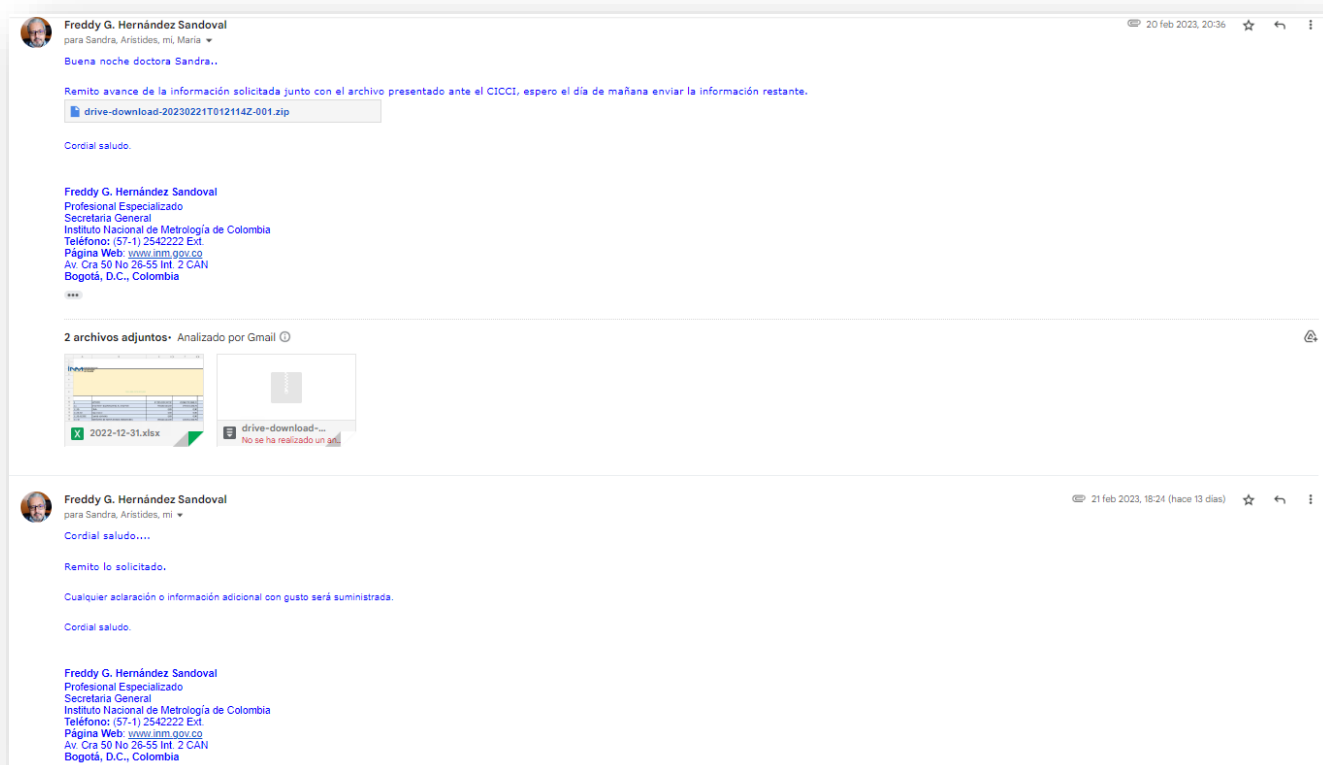 Freddy G. Hernández Sandoval
20 feb 2023, 20:36
para Sandra, Arístides, mi, María
Buena noche doctora Sandra..
Remito avance de la información solicitada junto con el archivo presentado ante el CICCI, espero el día de mañana enviar la información restante.
drive-download-20230221T012114Z-001.zip
Cordial saludo.
Freddy G. Hernández Sandoval
Profesional Especializado
Secretaria General
Instituto Nacional de Metrología de Colombia
Teléfono: (57-1) 2542222 Ext.
Página Web: www.inm.gov.co
Av. Cra 50 No 26-55 Int. 2 CAN
Bogotá, D.C., Colombia
2 archivos adjuntos• Analizado por Gmail
2022-12-31.xlsx
drive-download-...
No se ha realizado un an...
Freddy G. Hernández Sandoval
21 feb 2023, 18:24 (hace 13 días)
para Sandra, Arístides, mi
Cordial saludo....
Remito lo solicitado.
Cualquier aclaración o información adicional con gusto será suministrada.
Cordial saludo.
Freddy G. Hernández Sandoval
Profesional Especializado
Secretaria General
Instituto Nacional de Metrología de Colombia
Teléfono: (57-1) 2542222 Ext.
Página Web: www.inm.gov.co
Av. Cra 50 No 26-55 Int. 2 CAN
Bogotá, D.C., Colombia